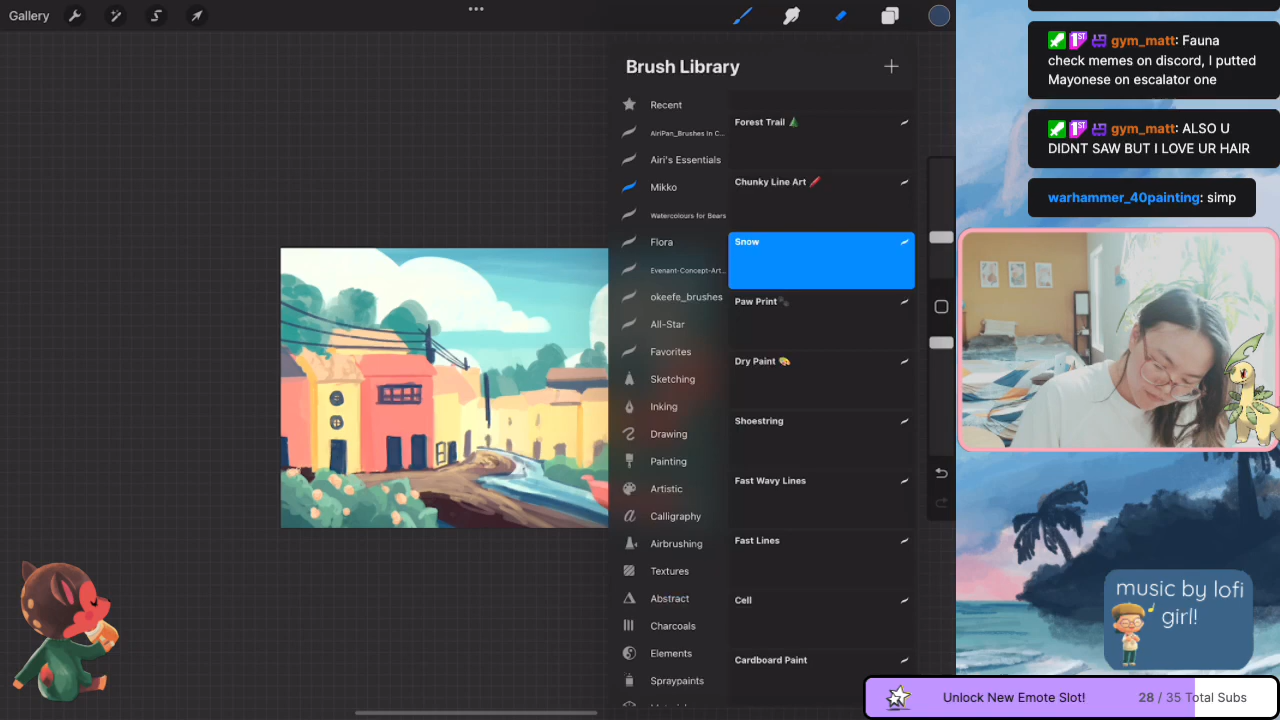 Gallery
Brush Library
Recent
AiriPan_Brushes In C...
Airi's Essentials
Mikko
Watercolours for Bears
Flora
Evenant-Concept-Art...
okeefe_brushes
All-Star
Favorites
Sketching
Inking
Drawing
Painting
Artistic
Calligraphy
Airbrushing
Textures
Abstract
Charcoals
Elements
Spraypaints
Forest Trail
Chunky Line Art
Snow
Paw Print
Dry Paint
Shoestring
Fast Wavy Lines
Fast Lines
Cell
Cardboard Paint
1ST gym_matt: Fauna
check memes on discord, I putted
Mayonese on escalator one
1ST gym_matt: ALSO U
DIDNT SAW BUT I LOVE UR HAIR
warhammer_40painting: simp
music by lofi
girl!
Unlock New Emote Slot! 28 / 35 Total Subs